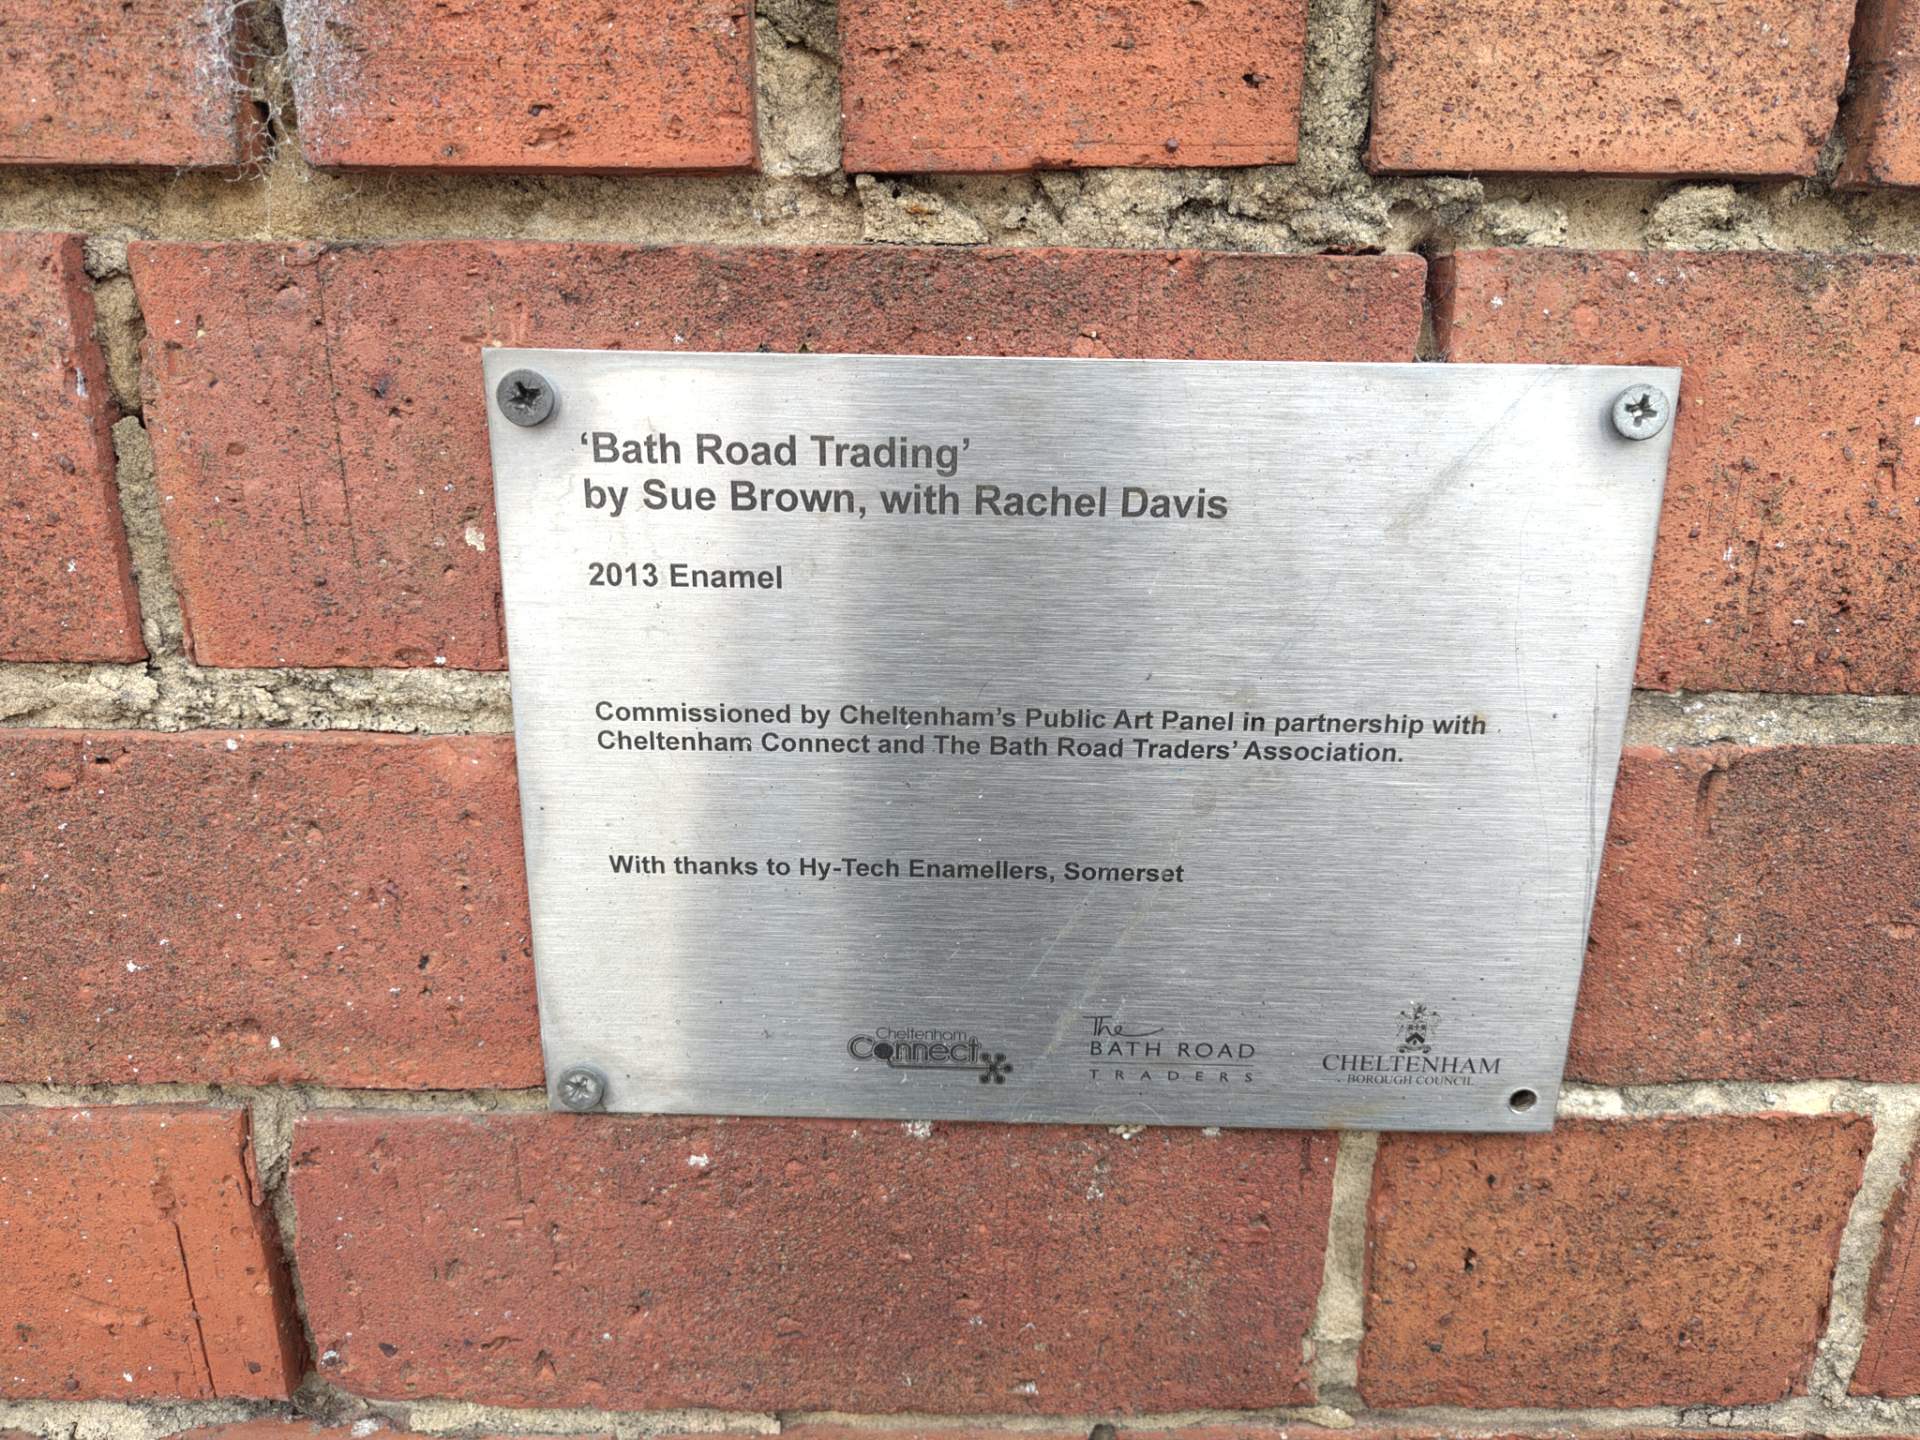 ‘Bath Road Trading’
by Sue Brown, with Rachel Davis
2013 Enamel
Commissioned by Cheltenham’s Public Art Panel in partnership with
Cheltenham Connect and The Bath Road Traders’ Association.
With thanks to Hy-Tech Enamellers, Somerset
Cheltenham
Connect
The
BATH ROAD
TRADERS
CHELTENHAM
BOROUGH COUNCIL